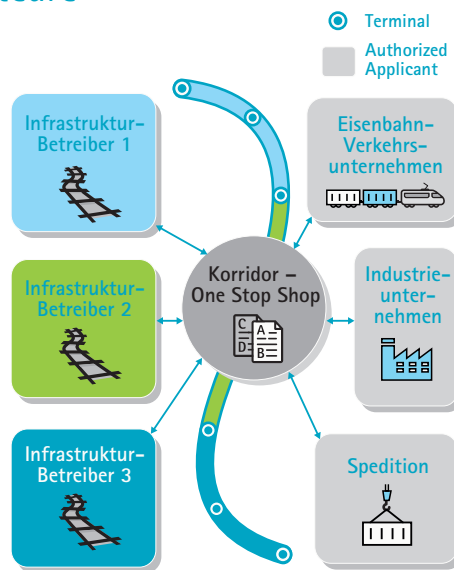 Terminal
Authorized
Applicant
Infrastruktur-
Betreiber 1
Eisenbahn-
Verkehrs-
unternehmen
Infrastruktur-
Betreiber 2
Korridor –
One Stop Shop
C
D
A
B
Industrie-
unter-
nehmen
Infrastruktur-
Betreiber 3
Spedition